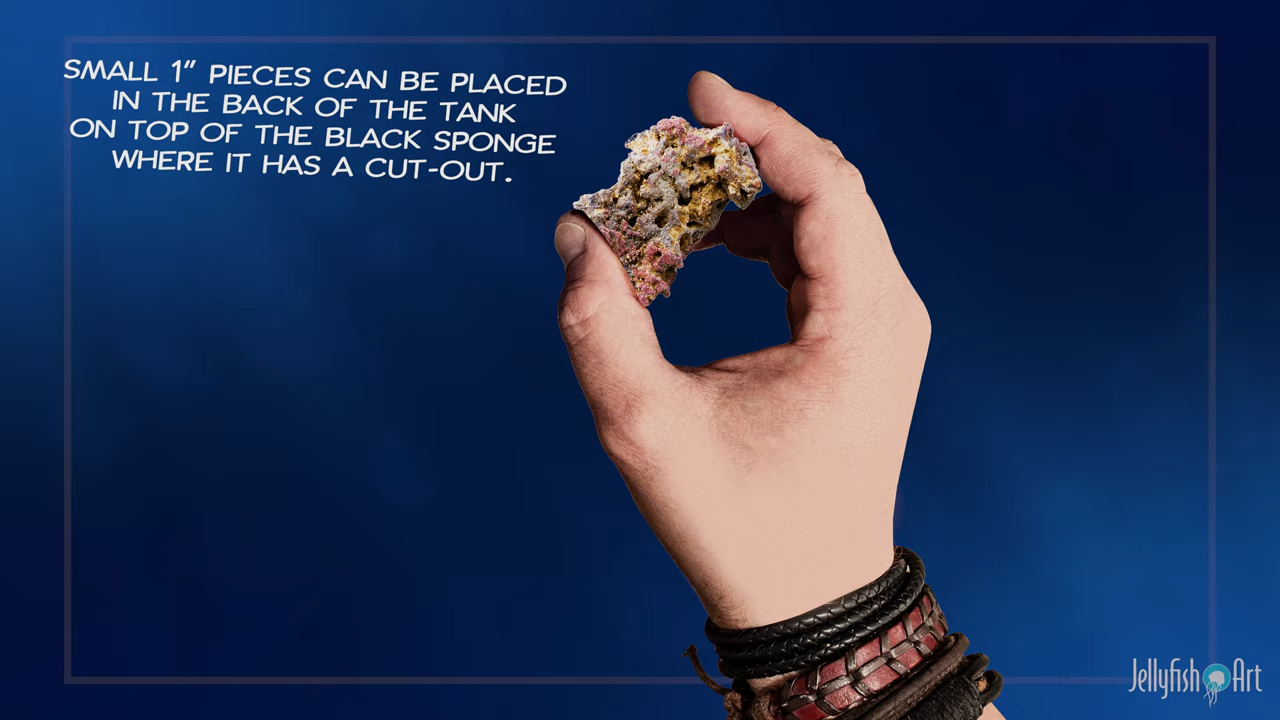 SMALL 1" PIECES CAN BE PLACED
IN THE BACK OF THE TANK
ON TOP OF THE BLACK SPONGE
WHERE IT HAS A CUT-OUT.
Jellyfish Art